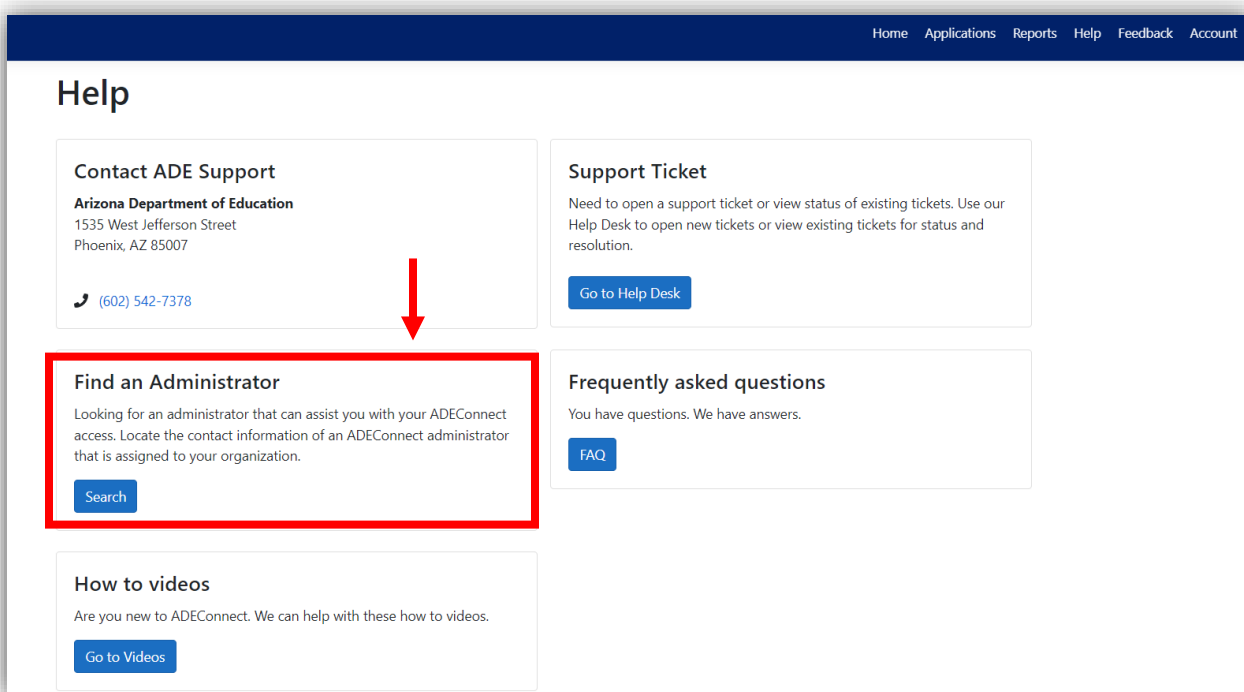 Home Applications Reports Help Feedback Account
Help
Contact ADE Support
Arizona Department of Education
1535 West Jefferson Street
Phoenix, AZ 85007
(602) 542-7378
Support Ticket
Need to open a support ticket or view status of existing tickets. Use our
Help Desk to open new tickets or view existing tickets for status and
resolution.
Go to Help Desk
Find an Administrator
Looking for an administrator that can assist you with your ADEConnect
access. Locate the contact information of an ADEConnect administrator
that is assigned to your organization.
Search
Frequently asked questions
You have questions. We have answers.
FAQ
How to videos
Are you new to ADEConnect. We can help with these how to videos.
Go to Videos